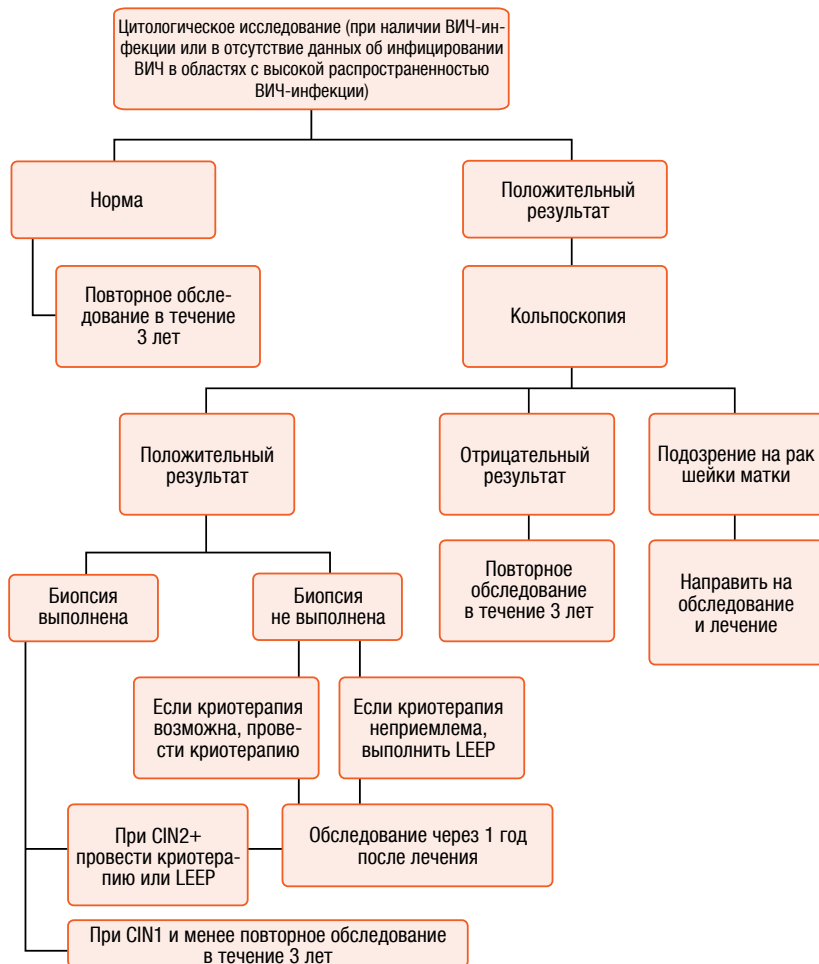 Цитологическое исследование (при наличии ВИЧ-ин-
фекции или в отсутствие данных об инфицировании
ВИЧ в областях с высокой распространенностью
ВИЧ-инфекции)
Норма
Положительный
результат
Повторное обсле-
дование в течение
3 лет
Кольпоскопия
Положительный
результат
Отрицательный
результат
Подозрение на рак
шейки матки
Биопсия
выполнена
Биопсия
не выполнена
Повторное
обследование
в течение 3 лет
Направить на
обследование
и лечение
Если криотерапия
возможна, прове-
сти криотерапию
Если криотерапия
неприемлема,
выполнить LEEP
При CIN2+
провести криотера-
пию или LEEP
Обследование через 1 год
после лечения
При CIN1 и менее повторное обследование
в течение 3 лет